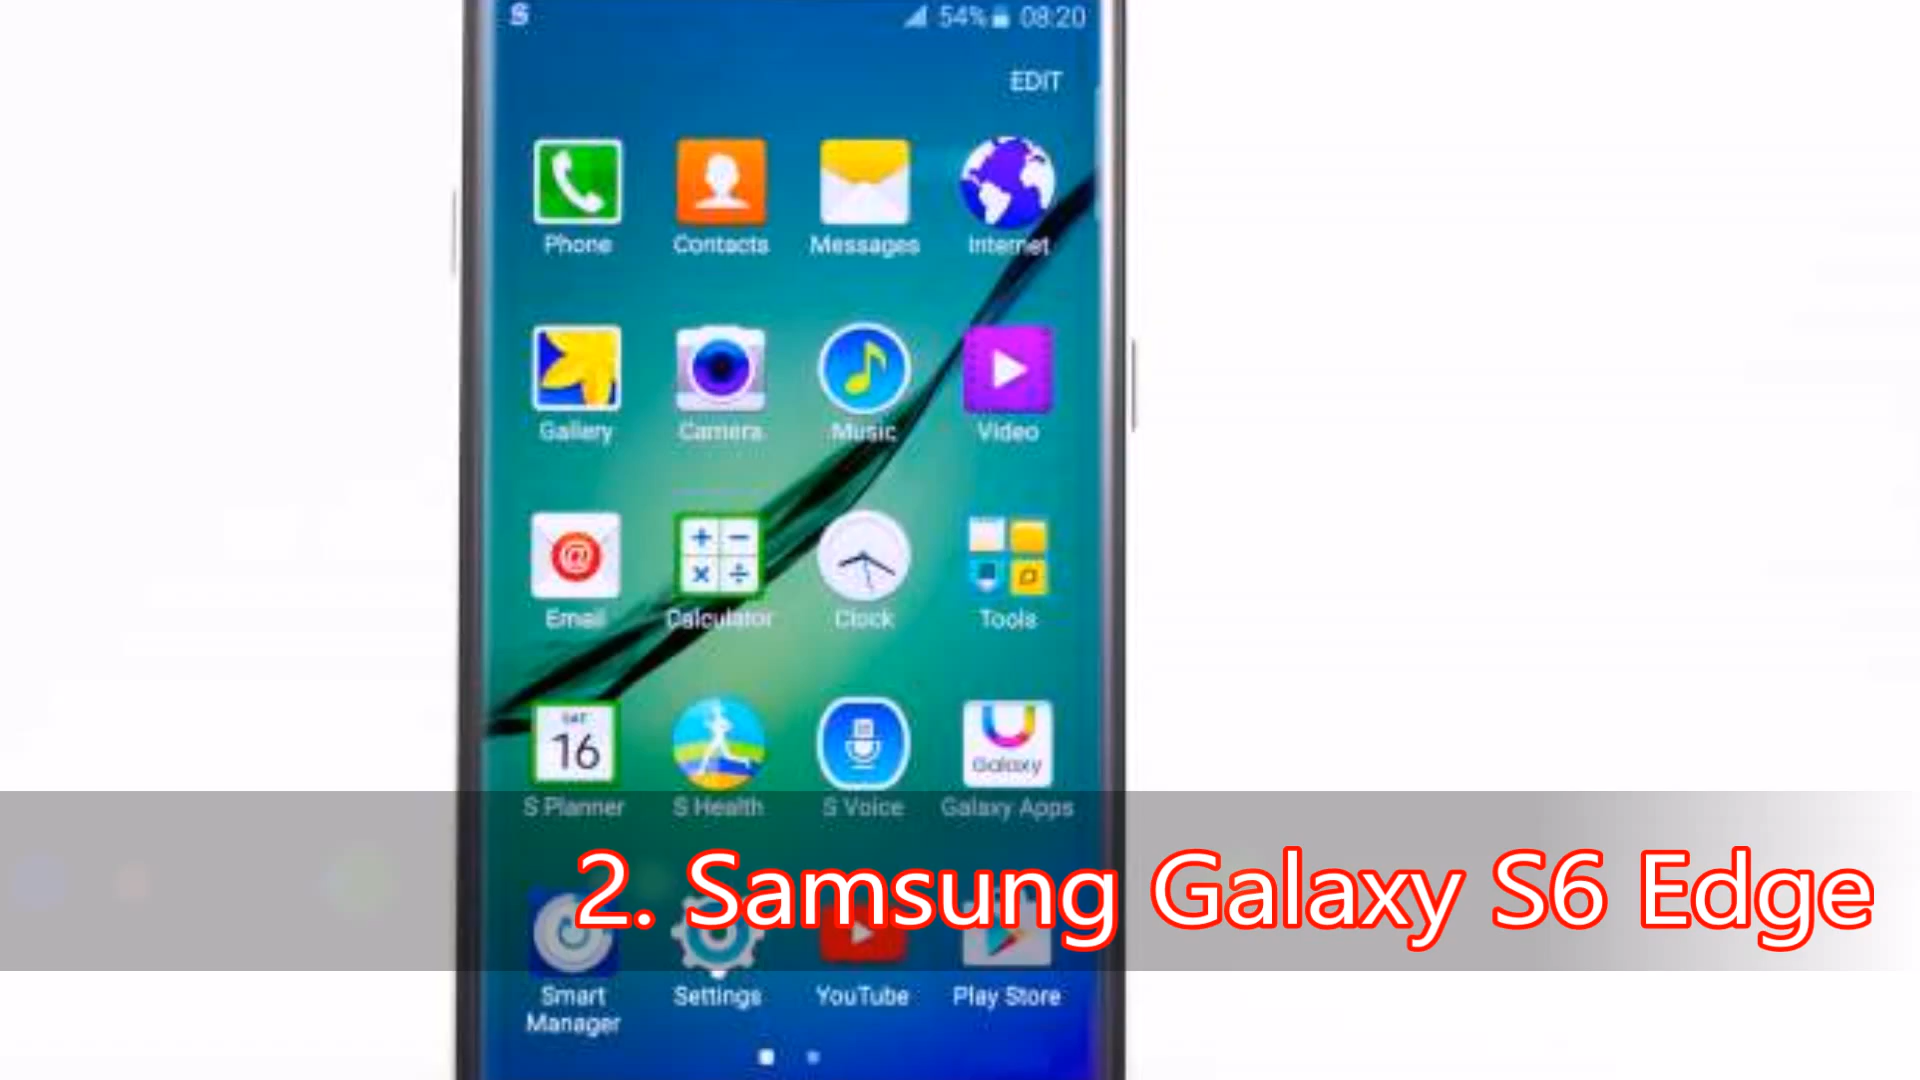 S 54% 08:20
EDIT
Phone Contacts Messages Internet
Gallery Camera Music Video
@ + − × ÷
Email Calculator Clock Tools
SAT
16 Galaxy
S Planner S Health S Voice Galaxy Apps
2. Samsung Galaxy S6 Edge
Smart Settings YouTube Play Store
Manager